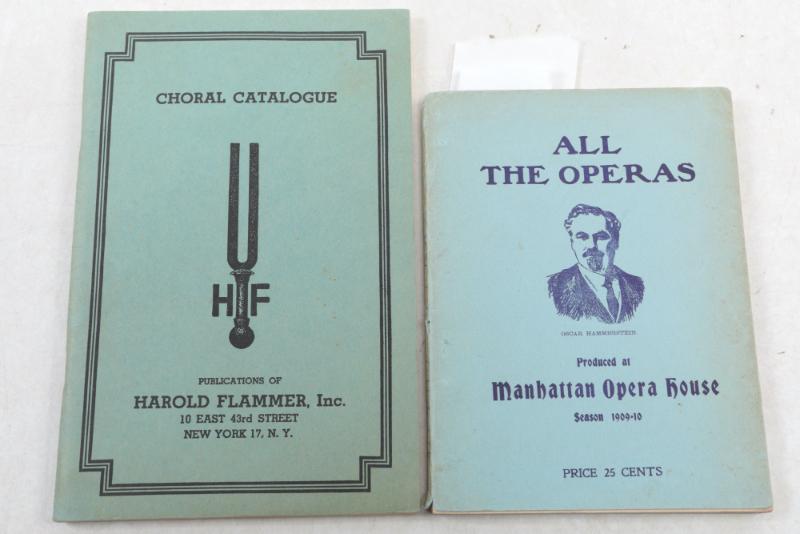 CHORAL CATALOGUE
HF
PUBLICATIONS OF
HAROLD FLAMMER, Inc.
10 EAST 43rd STREET
NEW YORK 17, N. Y.
ALL
THE OPERAS
OSCAR HAMMERSTEIN.
Produced at
Manhattan Opera House
Season 1909-10
PRICE 25 CENTS